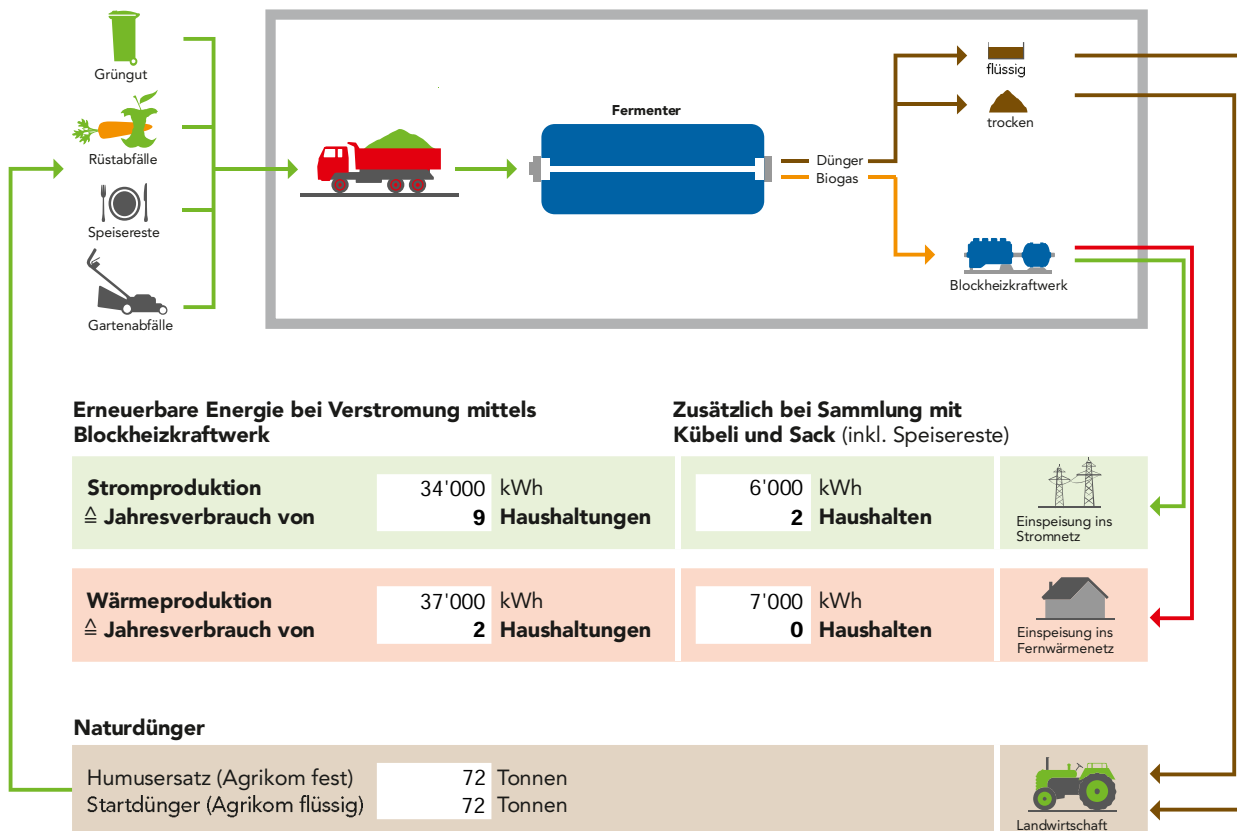 Grüngut
Rüstabfälle
Speisereste
Gartenabfälle
Fermenter
Dünger
Biogas
flüssig
trocken
Blockheizkraftwerk
Erneuerbare Energie bei Verstromung mittels
Blockheizkraftwerk
Zusätzlich bei Sammlung mit
Kübeli und Sack (inkl. Speisereste)
Stromproduktion 34'000 kWh 6'000 kWh
≙ Jahresverbrauch von 9 Haushaltungen 2 Haushalten
Einspeisung ins
Stromnetz
Wärmeproduktion 37'000 kWh 7'000 kWh
≙ Jahresverbrauch von 2 Haushaltungen 0 Haushalten
Einspeisung ins
Fernwärmenetz
Naturdünger
Humusersatz (Agrikom fest) 72 Tonnen
Startdünger (Agrikom flüssig) 72 Tonnen
Landwirtschaft